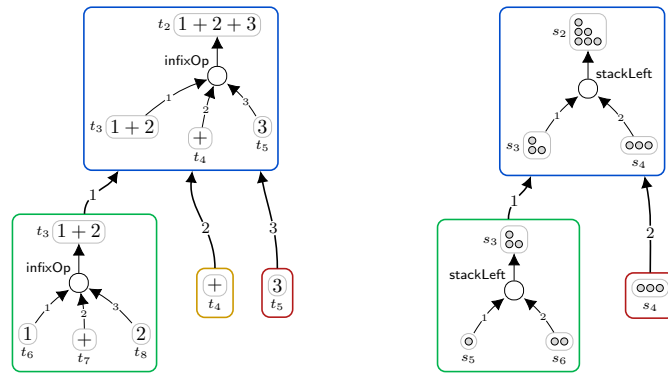 t2 1 + 2 + 3
infixOp
1 2 3
t3 1 + 2
+
t4
3
t5
1 2 3
t3 1 + 2
infixOp
1 2 3
1
t6
+
t7
2
t8
+
t4
3
t5
s2
stackLeft
1 2
s3
s4
1 2
s3
stackLeft
1 2
s5
s6
s4